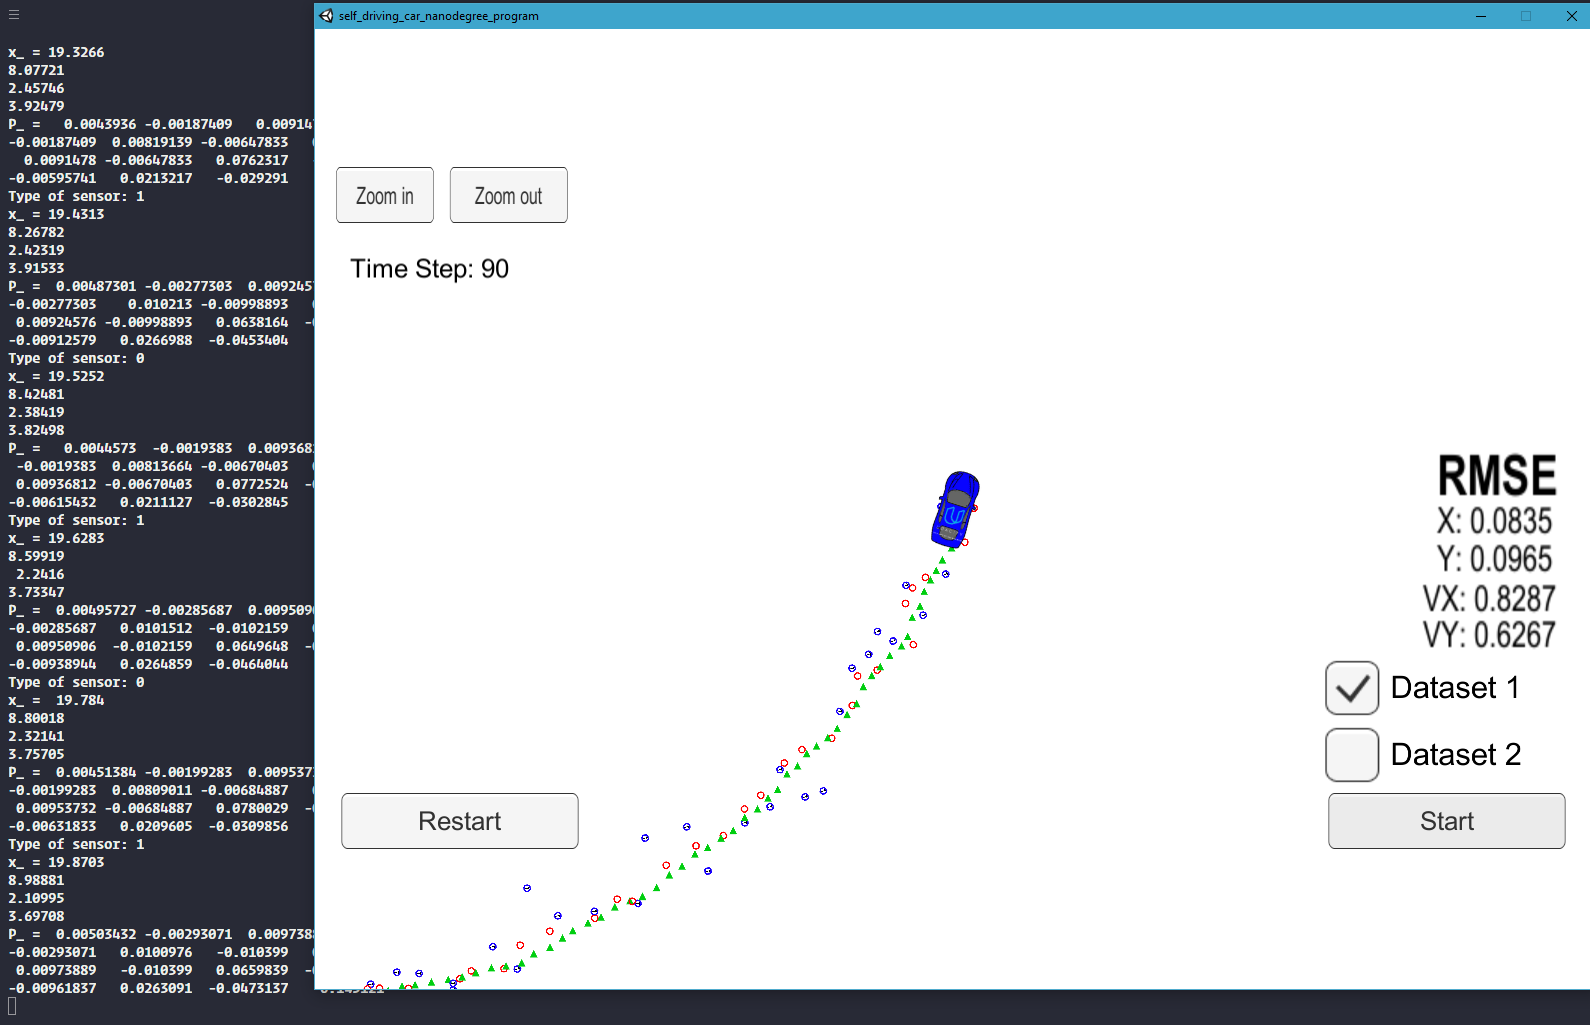 x_ = 19.3266
8.07721
2.45746
3.92479
P_ =   0.0043936 -0.00187409   0.00914
-0.00187409  0.00819139 -0.00647833
0.0091478 -0.00647833   0.0762317
-0.00595741   0.0213217   -0.029291
Type of sensor: 1
x_ = 19.4313
8.26782
2.42319
3.91533
P_ =  0.00487301 -0.00277303  0.00924
-0.00277303    0.010213 -0.00998893
0.00924576 -0.00998893   0.0638164
-0.00912579   0.0266988  -0.0453404
Type of sensor: 0
x_ = 19.5252
8.42481
2.38419
3.82498
P_ =   0.0044573  -0.0019383  0.009368
-0.0019383  0.00813664 -0.00670403
0.00936812 -0.00670403   0.0772524
-0.00615432   0.0211127  -0.0302845
Type of sensor: 1
x_ = 19.6283
8.59919
2.2416
3.73347
P_ =  0.00495727 -0.00285687  0.009509
-0.00285687   0.0101512  -0.0102159
0.00950906  -0.0102159   0.0649648
-0.00938944   0.0264859  -0.0464044
Type of sensor: 0
x_ =  19.784
8.80018
2.32141
3.75705
P_ =  0.00451384 -0.00199283  0.009537
-0.00199283  0.00809011 -0.00684887
0.00953732 -0.00684887   0.0780029
-0.00631833   0.0209605  -0.0309856
Type of sensor: 1
x_ = 19.8703
8.98881
2.10995
3.69708
P_ =  0.00503432 -0.00293071  0.009738
-0.00293071   0.0100976   -0.010399
0.00973889   -0.010399   0.0659839
-0.00961837   0.0263091  -0.0473137
self_driving_car_nanodegree_program
Zoom in
Zoom out
Time Step: 90
RMSE
X: 0.0835
Y: 0.0965
VX: 0.8287
VY: 0.6267
Dataset 1
Dataset 2
Restart
Start